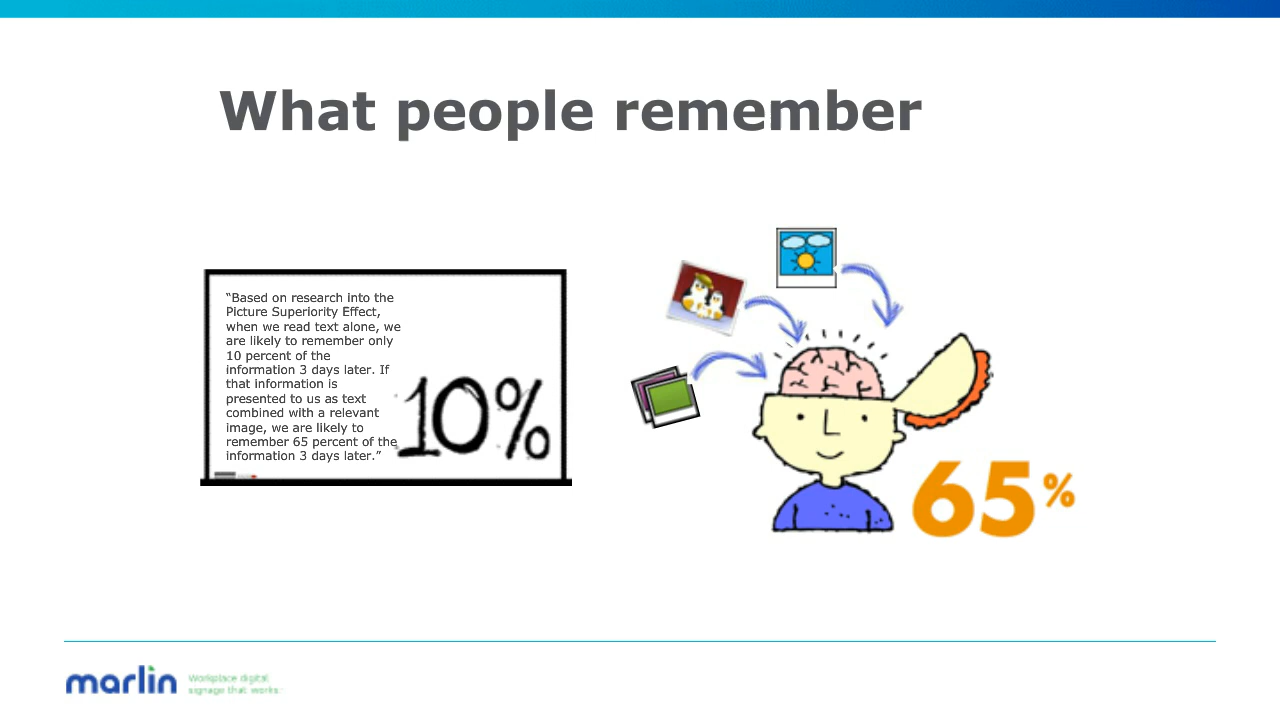 What people remember
“Based on research into the
Picture Superiority Effect,
when we read text alone, we
are likely to remember only
10 percent of the
information 3 days later. If
that information is
presented to us as text
combined with a relevant
image, we are likely to
remember 65 percent of the
information 3 days later.”
10%
65%
marlin
Workplace digital
signage that works.